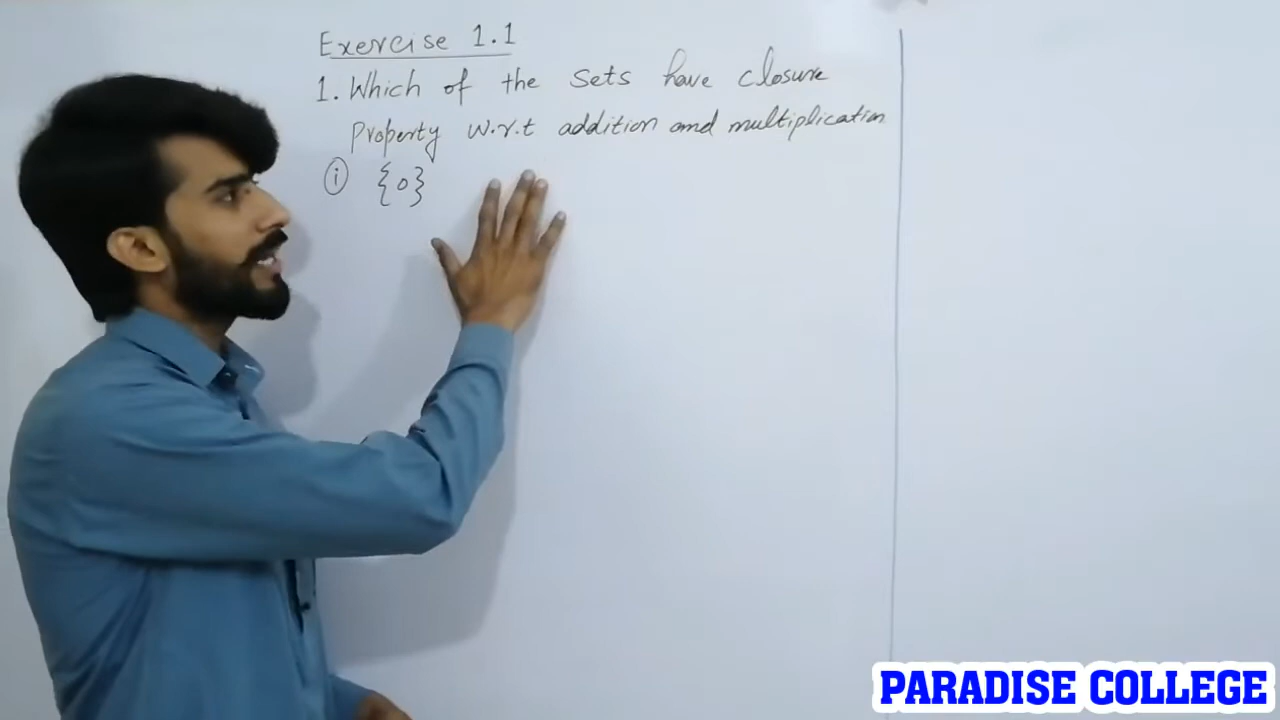 Exercise 1.1
1. Which of the sets have closure
Property w.r.t addition and multiplication
i {0}
PARADISE COLLEGE